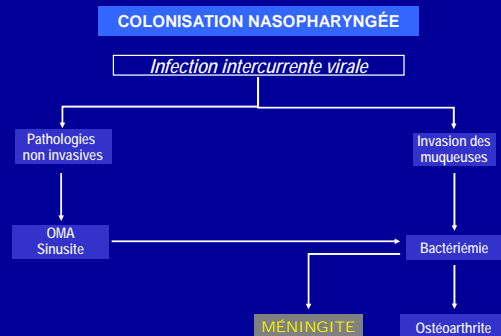 COLONISATION NASOPHARYNGÉE
Infection intercurrente virale
Pathologies
non invasives
Invasion des
muqueuses
OMA
Sinusite
Bactériémie
MÉNINGITE
Ostéoarthrite